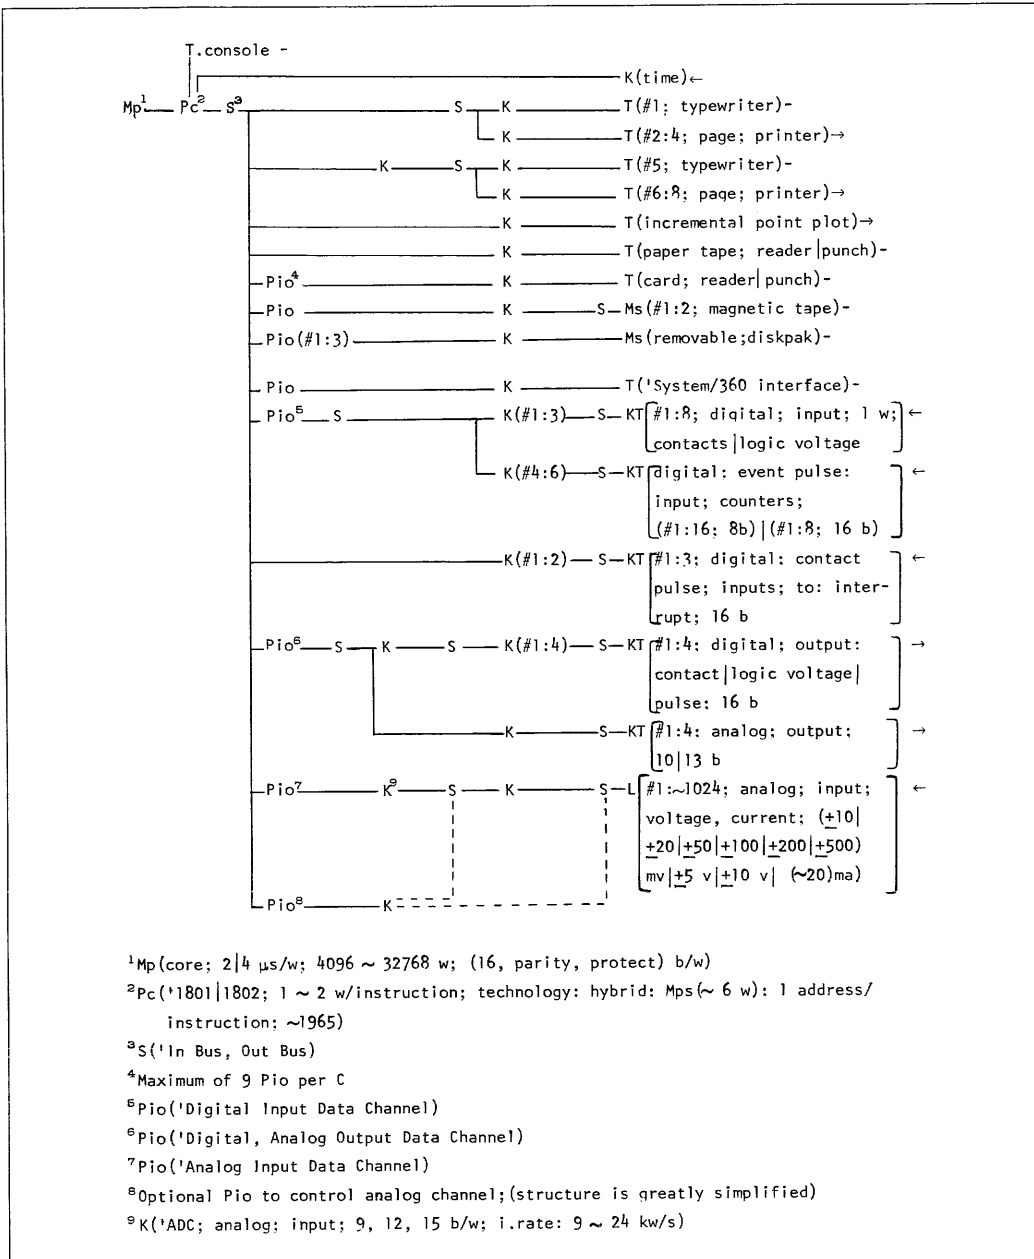 T.console -
K(time)←
Mp¹ Pc² S³ S K T(#1; typewriter)-
K T(#2:4; page; printer)→
K S K T(#5; typewriter)-
K T(#6:8; page; printer)→
K T(incremental point plot)→
K T(paper tape; reader|punch)-
Pio⁴ K T(card; reader|punch)-
Pio K S Ms(#1:2; magnetic tape)-
Pio(#1:3) K Ms(removable;diskpak)-
Pio K T('System/360 interface)-
Pio⁵ S K(#1:3) S KT [#1:8; digital; input; 1 w; ] ←
contacts|logic voltage
K(#4:6) S KT [digital: event pulse: ] ←
input; counters;
(#1:16; 8b)|(#1:8; 16 b)
K(#1:2) S KT [#1:3; digital; contact ] ←
pulse; inputs; to: inter-
rupt; 16 b
Pio⁶ S K S K(#1:4) S KT [#1:4; digital; output: ] →
contact|logic voltage|
pulse: 16 b
K S KT [#1:4: analog; output; ] →
10|13 b
Pio⁷ K⁹ S K S L [#1:~1024; analog; input; ] ←
voltage, current; (±10|
±20|±50|±100|±200|±500)
mv|±5 v|±10 v| (~20)ma)
Pio⁸ K
¹Mp(core; 2|4 μs/w; 4096 ~ 32768 w; (16, parity, protect) b/w)
²Pc('1801|1802; 1 ~ 2 w/instruction; technology: hybrid: Mps(~ 6 w): 1 address/
instruction; ~1965)
³S('In Bus, Out Bus)
⁴Maximum of 9 Pio per C
⁵Pio('Digital Input Data Channel)
⁶Pio('Digital, Analog Output Data Channel)
⁷Pio('Analog Input Data Channel)
⁸Optional Pio to control analog channel;(structure is greatly simplified)
⁹K('ADC; analog; input; 9, 12, 15 b/w; i.rate: 9 ~ 24 kw/s)